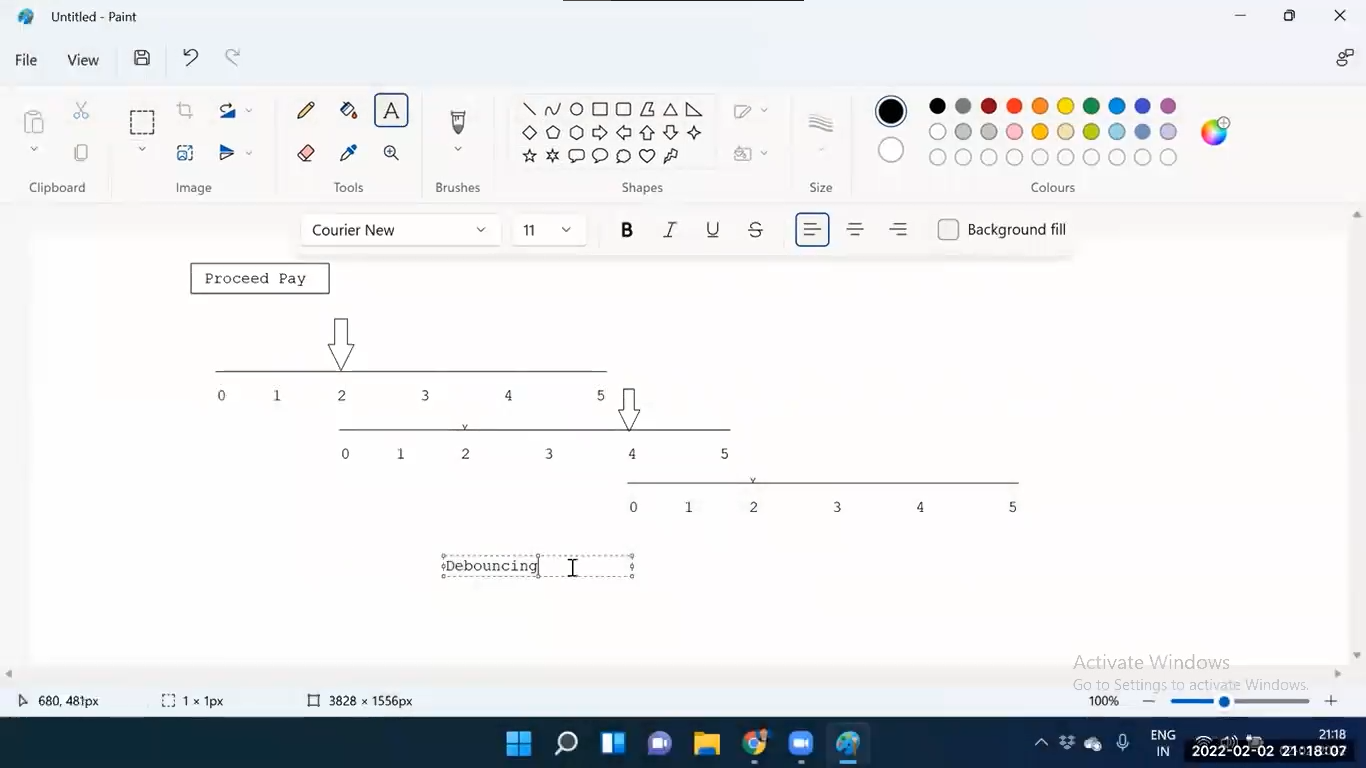 Untitled - Paint
File View
Clipboard Image Tools Brushes Shapes Size Colours
Courier New 11 B I U S Background fill
Proceed Pay
0 1 2 3 4 5
0 1 2 3 4 5
0 1 2 3 4 5
Debouncing
Activate Windows
Go to Settings to activate Windows.
680, 481px 1 × 1px 3828 × 1556px 100%
ENG
IN
21:18
2022-02-02 21:18:07